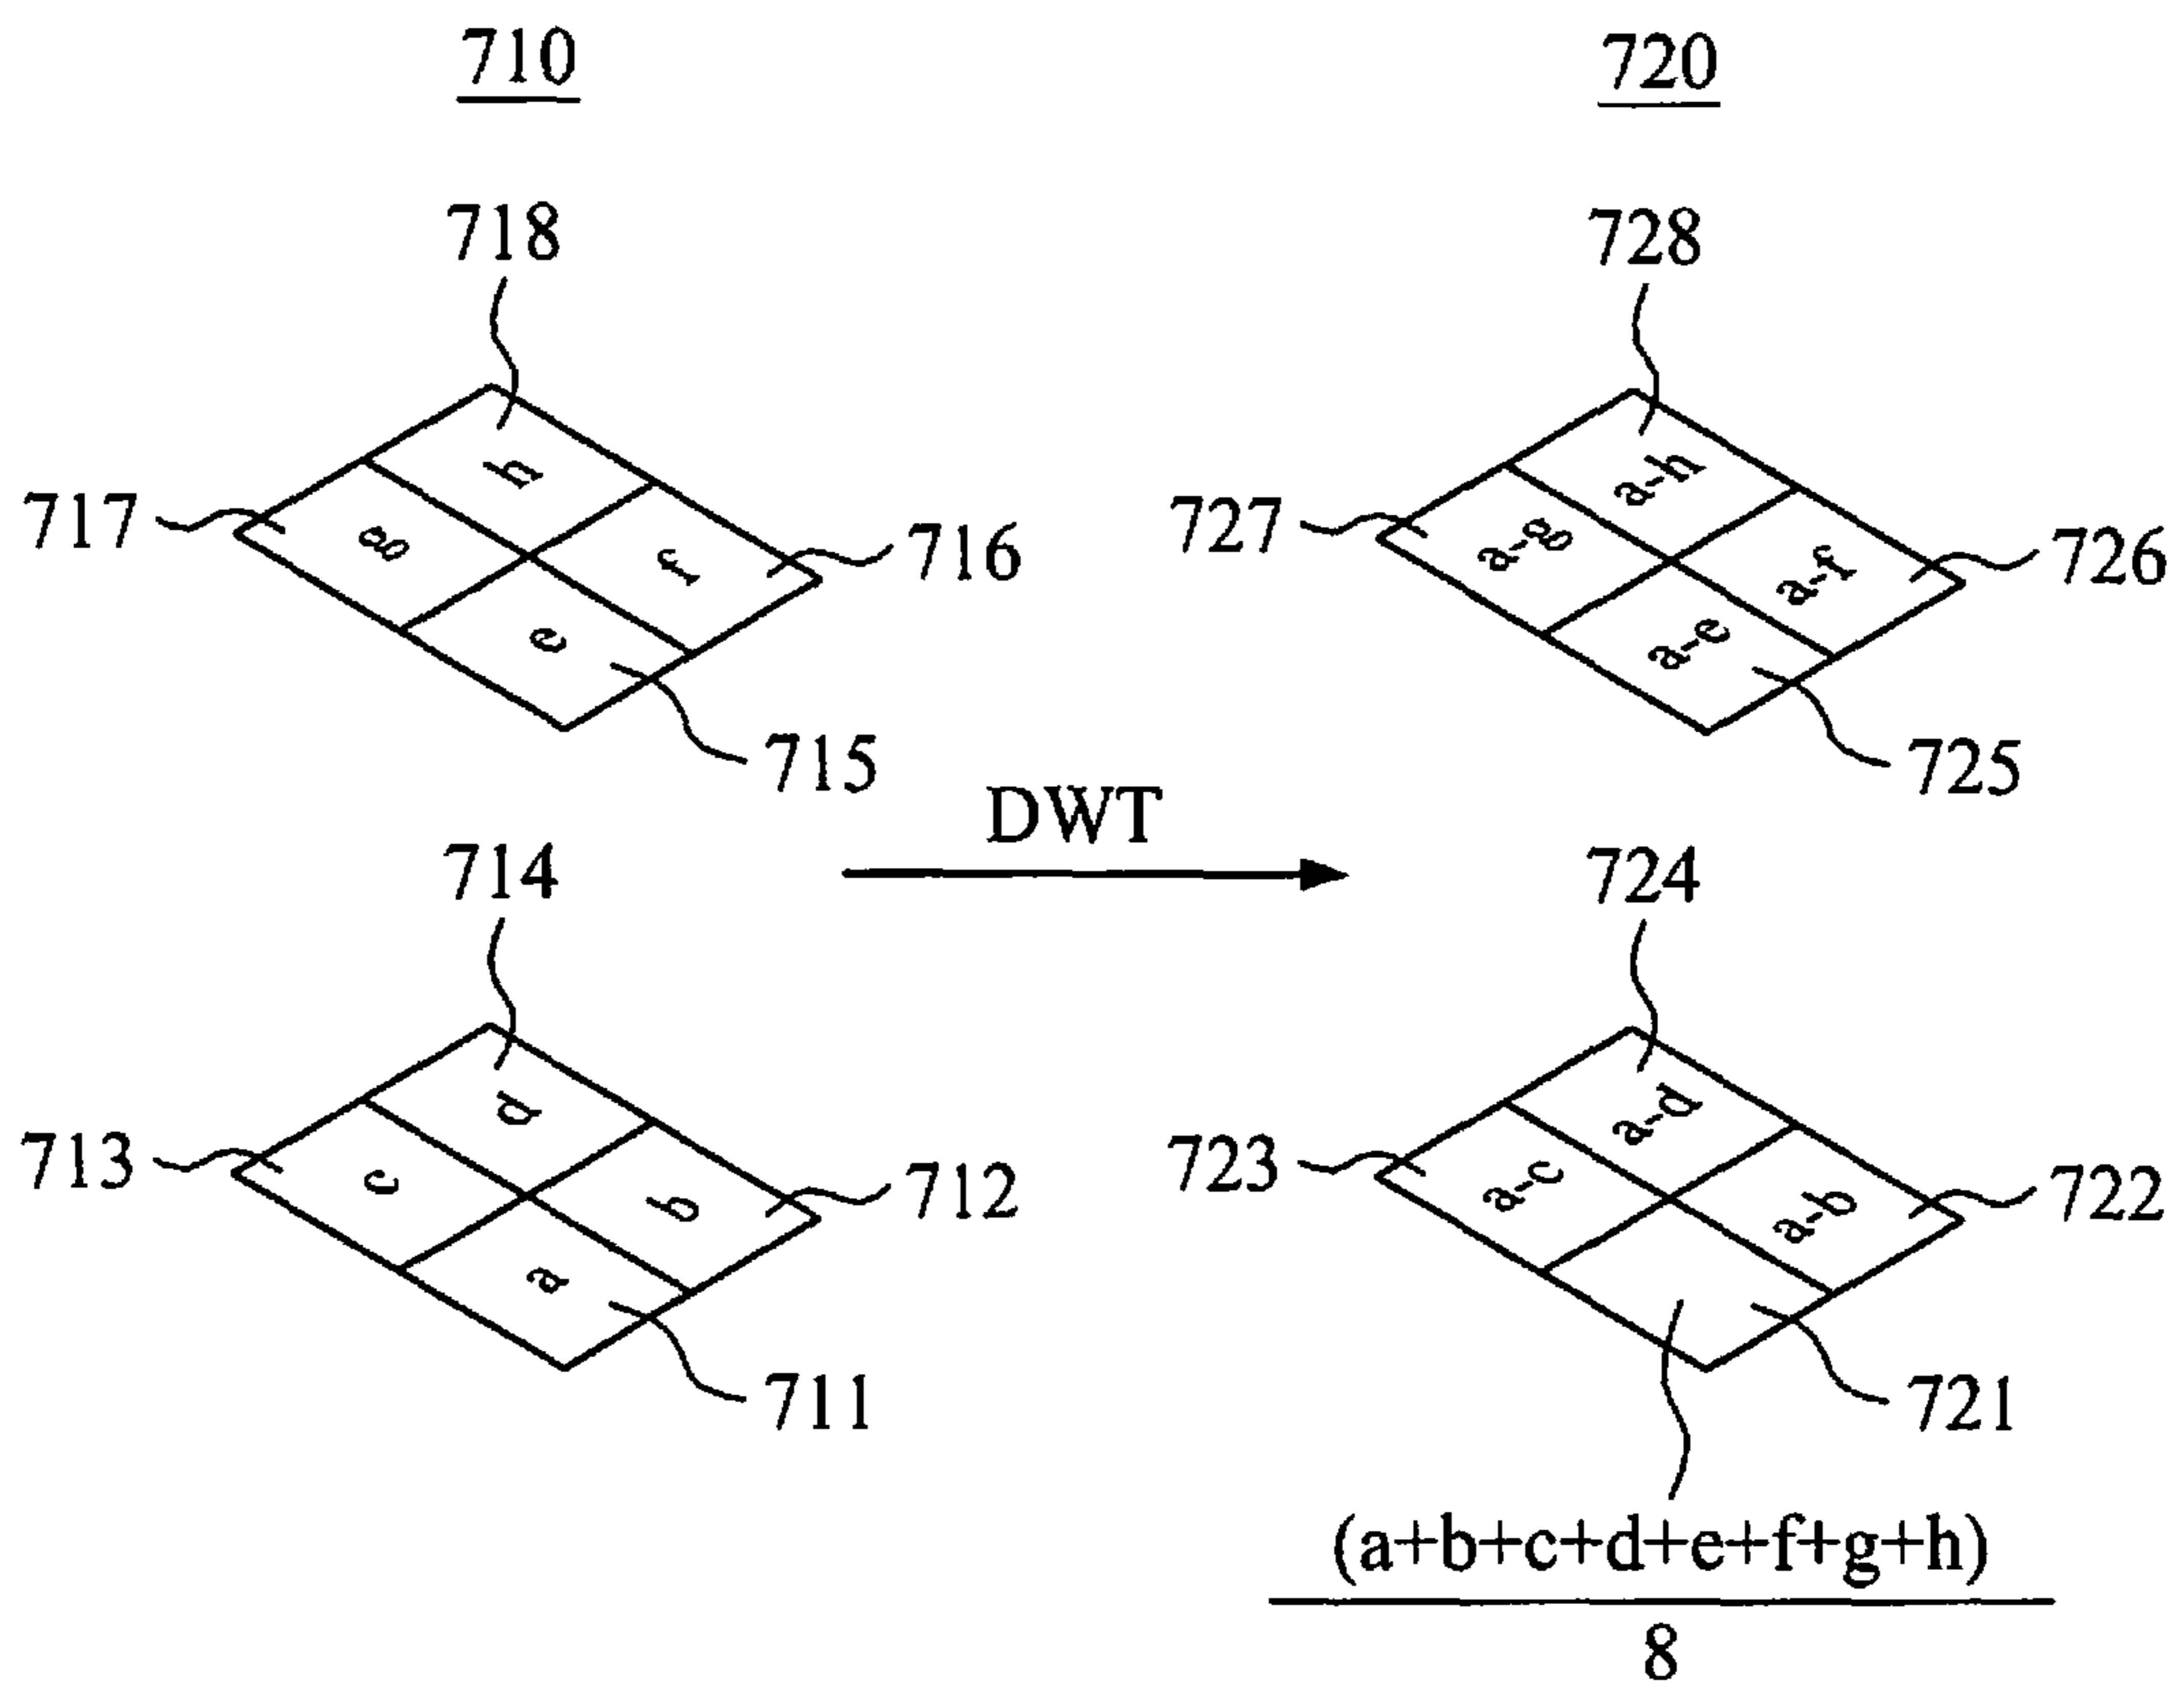 710
720
718
728
h
a-h
717
g
f
716
727
a-g
a-f
726
e
a-e
715
725
DWT
714
724
d
a-d
713
c
b
712
723
a-c
a-b
722
a
711
721
(a+b+c+d+e+f+g+h)
8